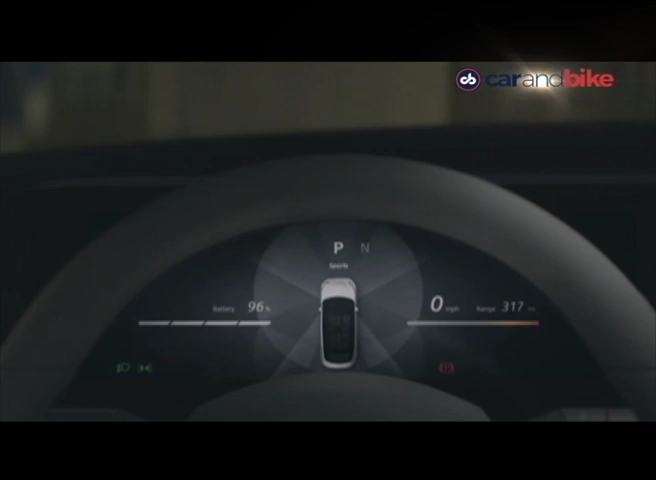 carandbike
P N
Sports
Battery 96%
0 mph Range 317 mi